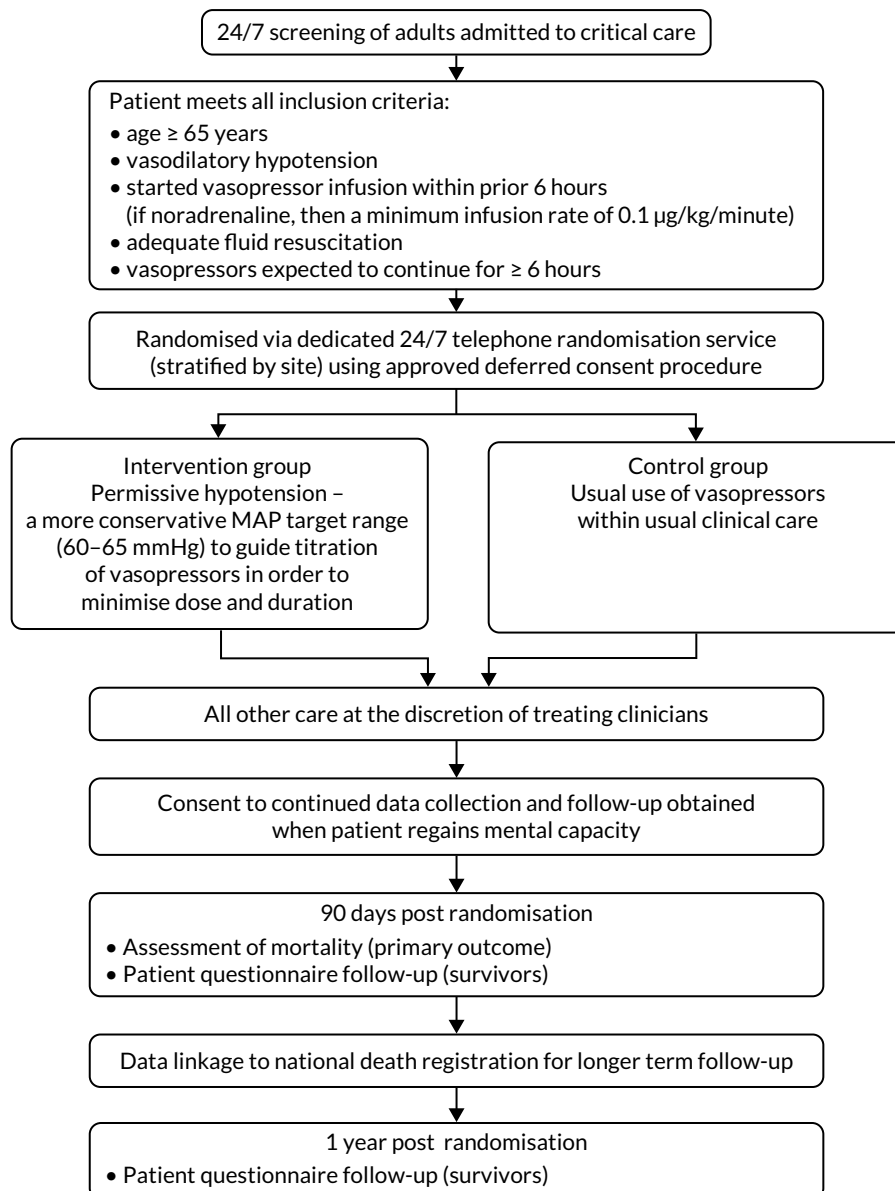 24/7 screening of adults admitted to critical care
Patient meets all inclusion criteria:
• age ≥ 65 years
• vasodilatory hypotension
• started vasopressor infusion within prior 6 hours
(if noradrenaline, then a minimum infusion rate of 0.1 µg/kg/minute)
• adequate fluid resuscitation
• vasopressors expected to continue for ≥ 6 hours
Randomised via dedicated 24/7 telephone randomisation service
(stratified by site) using approved deferred consent procedure
Intervention group
Permissive hypotension –
a more conservative MAP target range
(60–65 mmHg) to guide titration
of vasopressors in order to
minimise dose and duration
Control group
Usual use of vasopressors
within usual clinical care
All other care at the discretion of treating clinicians
Consent to continued data collection and follow-up obtained
when patient regains mental capacity
90 days post randomisation
• Assessment of mortality (primary outcome)
• Patient questionnaire follow-up (survivors)
Data linkage to national death registration for longer term follow-up
1 year post randomisation
• Patient questionnaire follow-up (survivors)